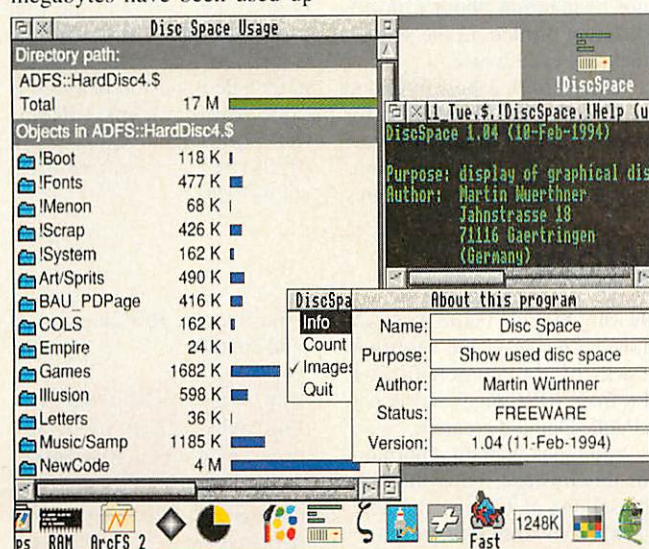 megabytes have been used up
Disc Space Usage
Directory path:
ADFS::HardDisc4.$
Total 17 M
Objects in ADFS::HardDisc4.$
!Boot 118 K
!Fonts 477 K
!Menon 68 K
!Scrap 426 K
!System 162 K
Art/Sprits 490 K
BAU_PDPage 416 K
COLS 162 K
Empire 24 K
Games 1682 K
Illusion 598 K
Letters 36 K
Music/Samp 1185 K
NewCode 4 M
!DiscSpace
11_Tue.$.!DiscSpace.!Help (u
DiscSpace 1.04 (10-Feb-1994)
Purpose: display of graphical dis
Author: Martin Wuerthner
Jahnstrasse 18
71116 Gaertringen
(Germany)
DiscSpa
Info
Count
✓ Images
Quit
About this program
Name: Disc Space
Purpose: Show used disc space
Author: Martin Würthner
Status: FREEWARE
Version: 1.04 (11-Feb-1994)
ps RAM ArcFS 2 Fast 1248K